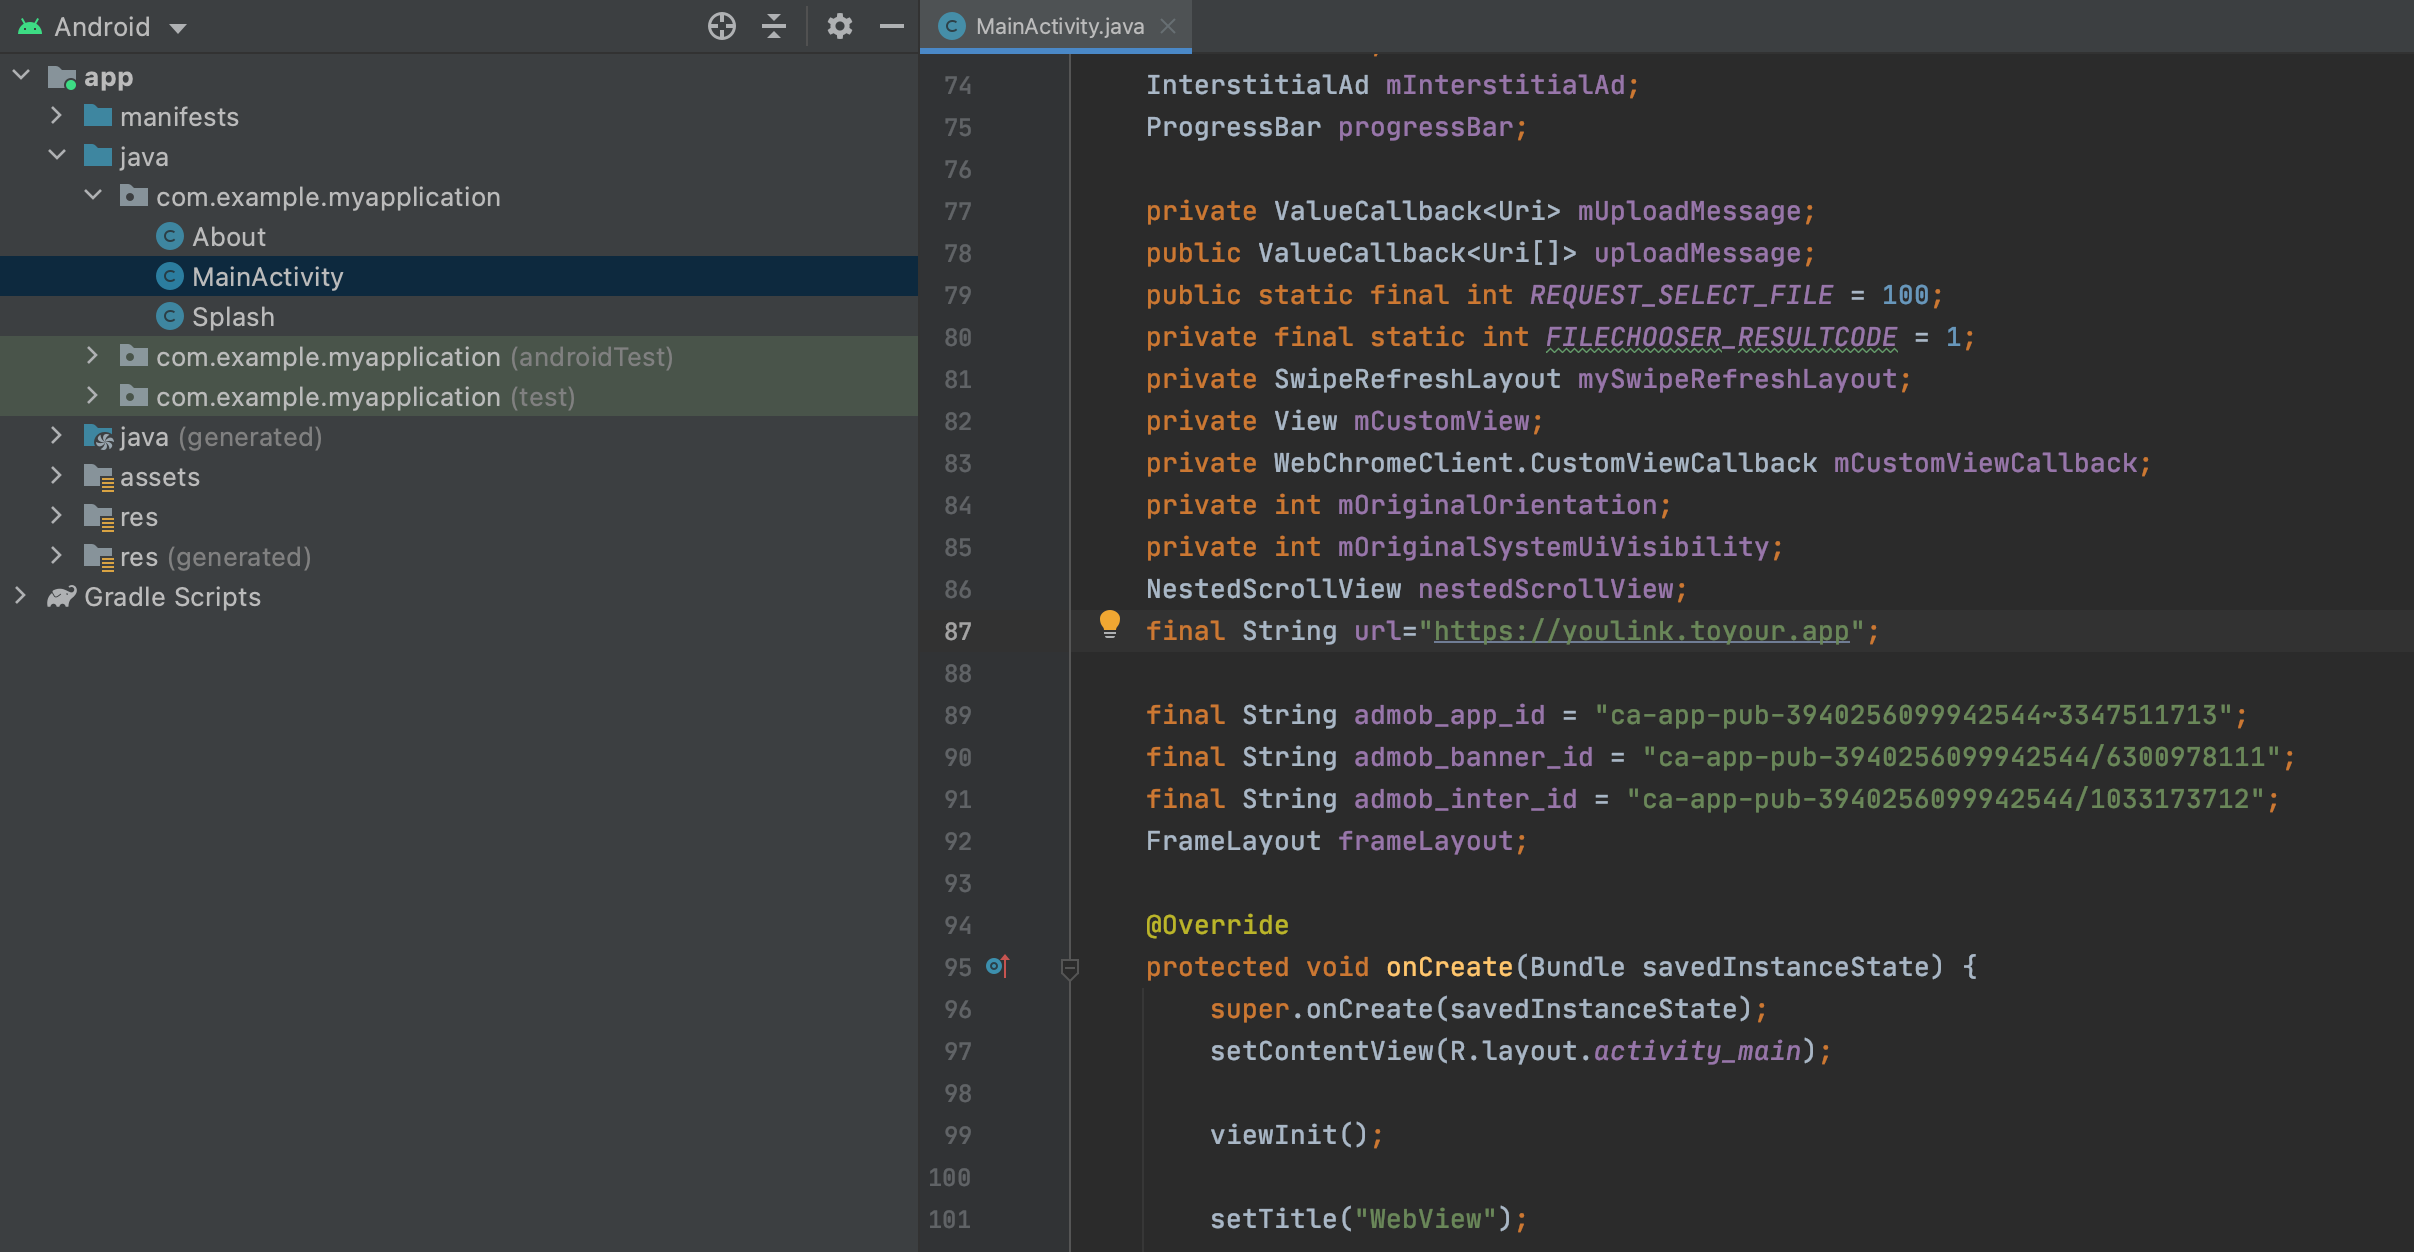 Android
app
manifests
java
com.example.myapplication
About
MainActivity
Splash
com.example.myapplication (androidTest)
com.example.myapplication (test)
java (generated)
assets
res
res (generated)
Gradle Scripts
MainActivity.java
74 InterstitialAd mInterstitialAd;
75 ProgressBar progressBar;
76
77 private ValueCallback<Uri> mUploadMessage;
78 public ValueCallback<Uri[]> uploadMessage;
79 public static final int REQUEST_SELECT_FILE = 100;
80 private final static int FILECHOOSER_RESULTCODE = 1;
81 private SwipeRefreshLayout mySwipeRefreshLayout;
82 private View mCustomView;
83 private WebChromeClient.CustomViewCallback mCustomViewCallback;
84 private int mOriginalOrientation;
85 private int mOriginalSystemUiVisibility;
86 NestedScrollView nestedScrollView;
87 final String url="https://youlink.toyour.app";
88
89 final String admob_app_id = "ca-app-pub-3940256099942544~3347511713";
90 final String admob_banner_id = "ca-app-pub-3940256099942544/6300978111";
91 final String admob_inter_id = "ca-app-pub-3940256099942544/1033173712";
92 FrameLayout frameLayout;
93
94 @Override
95 protected void onCreate(Bundle savedInstanceState) {
96 super.onCreate(savedInstanceState);
97 setContentView(R.layout.activity_main);
98
99 viewInit();
100
101 setTitle("WebView");